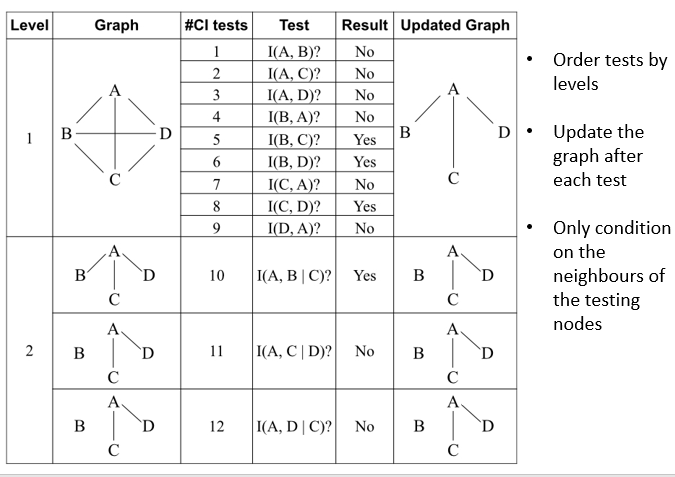 Level Graph #CI tests Test Result Updated Graph
1 I(A, B)? No
2 I(A, C)? No
3 I(A, D)? No
4 I(B, A)? No
5 I(B, C)? Yes
6 I(B, D)? Yes
7 I(C, A)? No
8 I(C, D)? Yes
9 I(D, A)? No
1
A
B D
C
A
B D
C
2
A
B D
C
10 I(A, B | C)? Yes
A
B D
C
A
B D
C
11 I(A, C | D)? No
A
B D
C
A
B D
C
12 I(A, D | C)? No
A
B D
C
• Order tests by
levels
• Update the
graph after
each test
• Only condition
on the
neighbours of
the testing
nodes